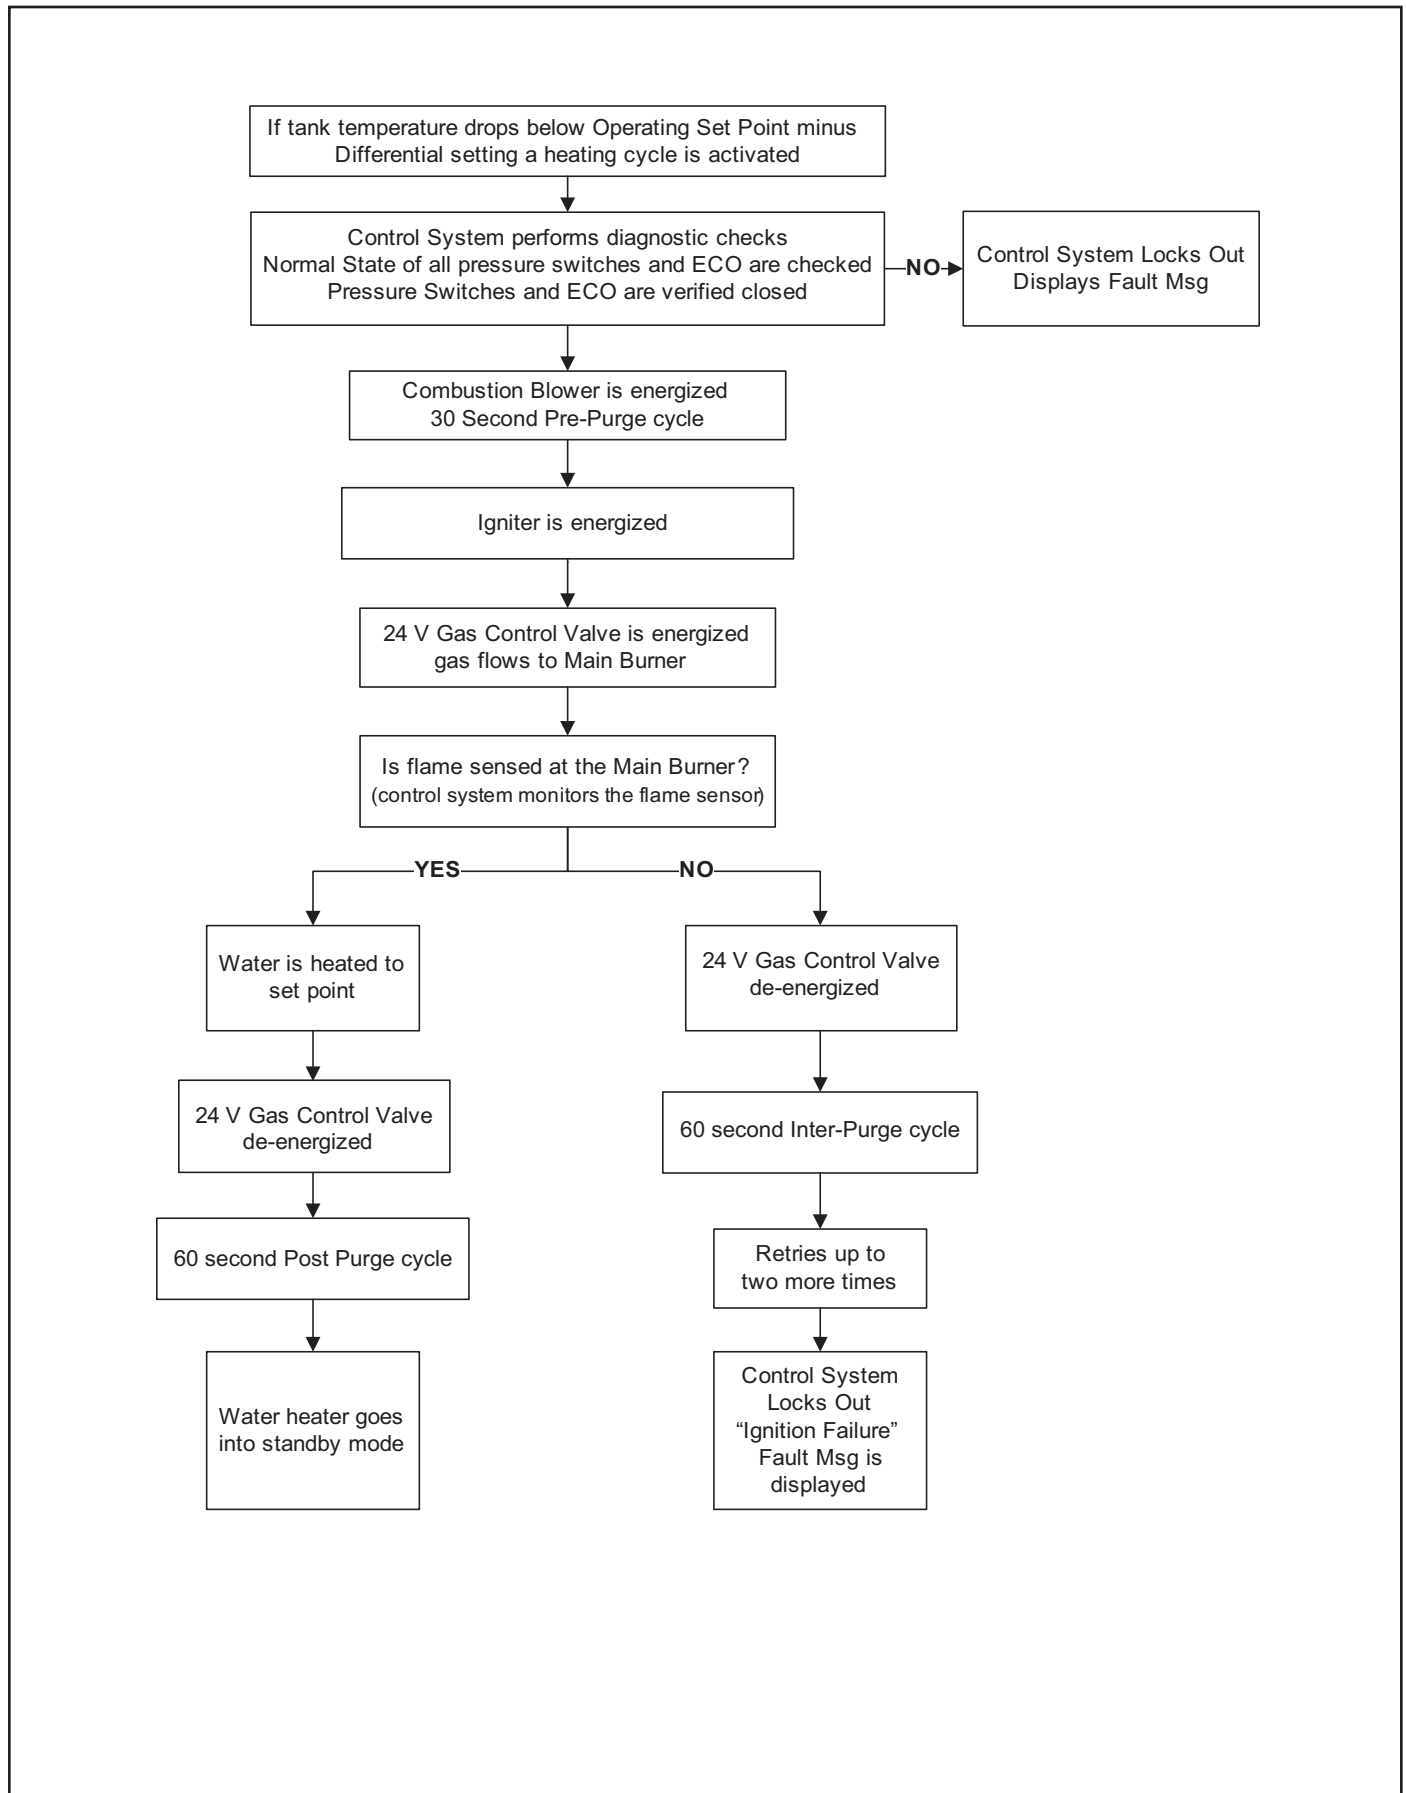 If tank temperature drops below Operating Set Point minus
Differential setting a heating cycle is activated
Control System performs diagnostic checks
Normal State of all pressure switches and ECO are checked
Pressure Switches and ECO are verified closed
NO
Control System Locks Out
Displays Fault Msg
Combustion Blower is energized
30 Second Pre-Purge cycle
Igniter is energized
24 V Gas Control Valve is energized
gas flows to Main Burner
Is flame sensed at the Main Burner?
(control system monitors the flame sensor)
YES
NO
Water is heated to
set point
24 V Gas Control Valve
de-energized
60 second Post Purge cycle
Water heater goes
into standby mode
24 V Gas Control Valve
de-energized
60 second Inter-Purge cycle
Retries up to
two more times
Control System
Locks Out
“Ignition Failure”
Fault Msg is
displayed